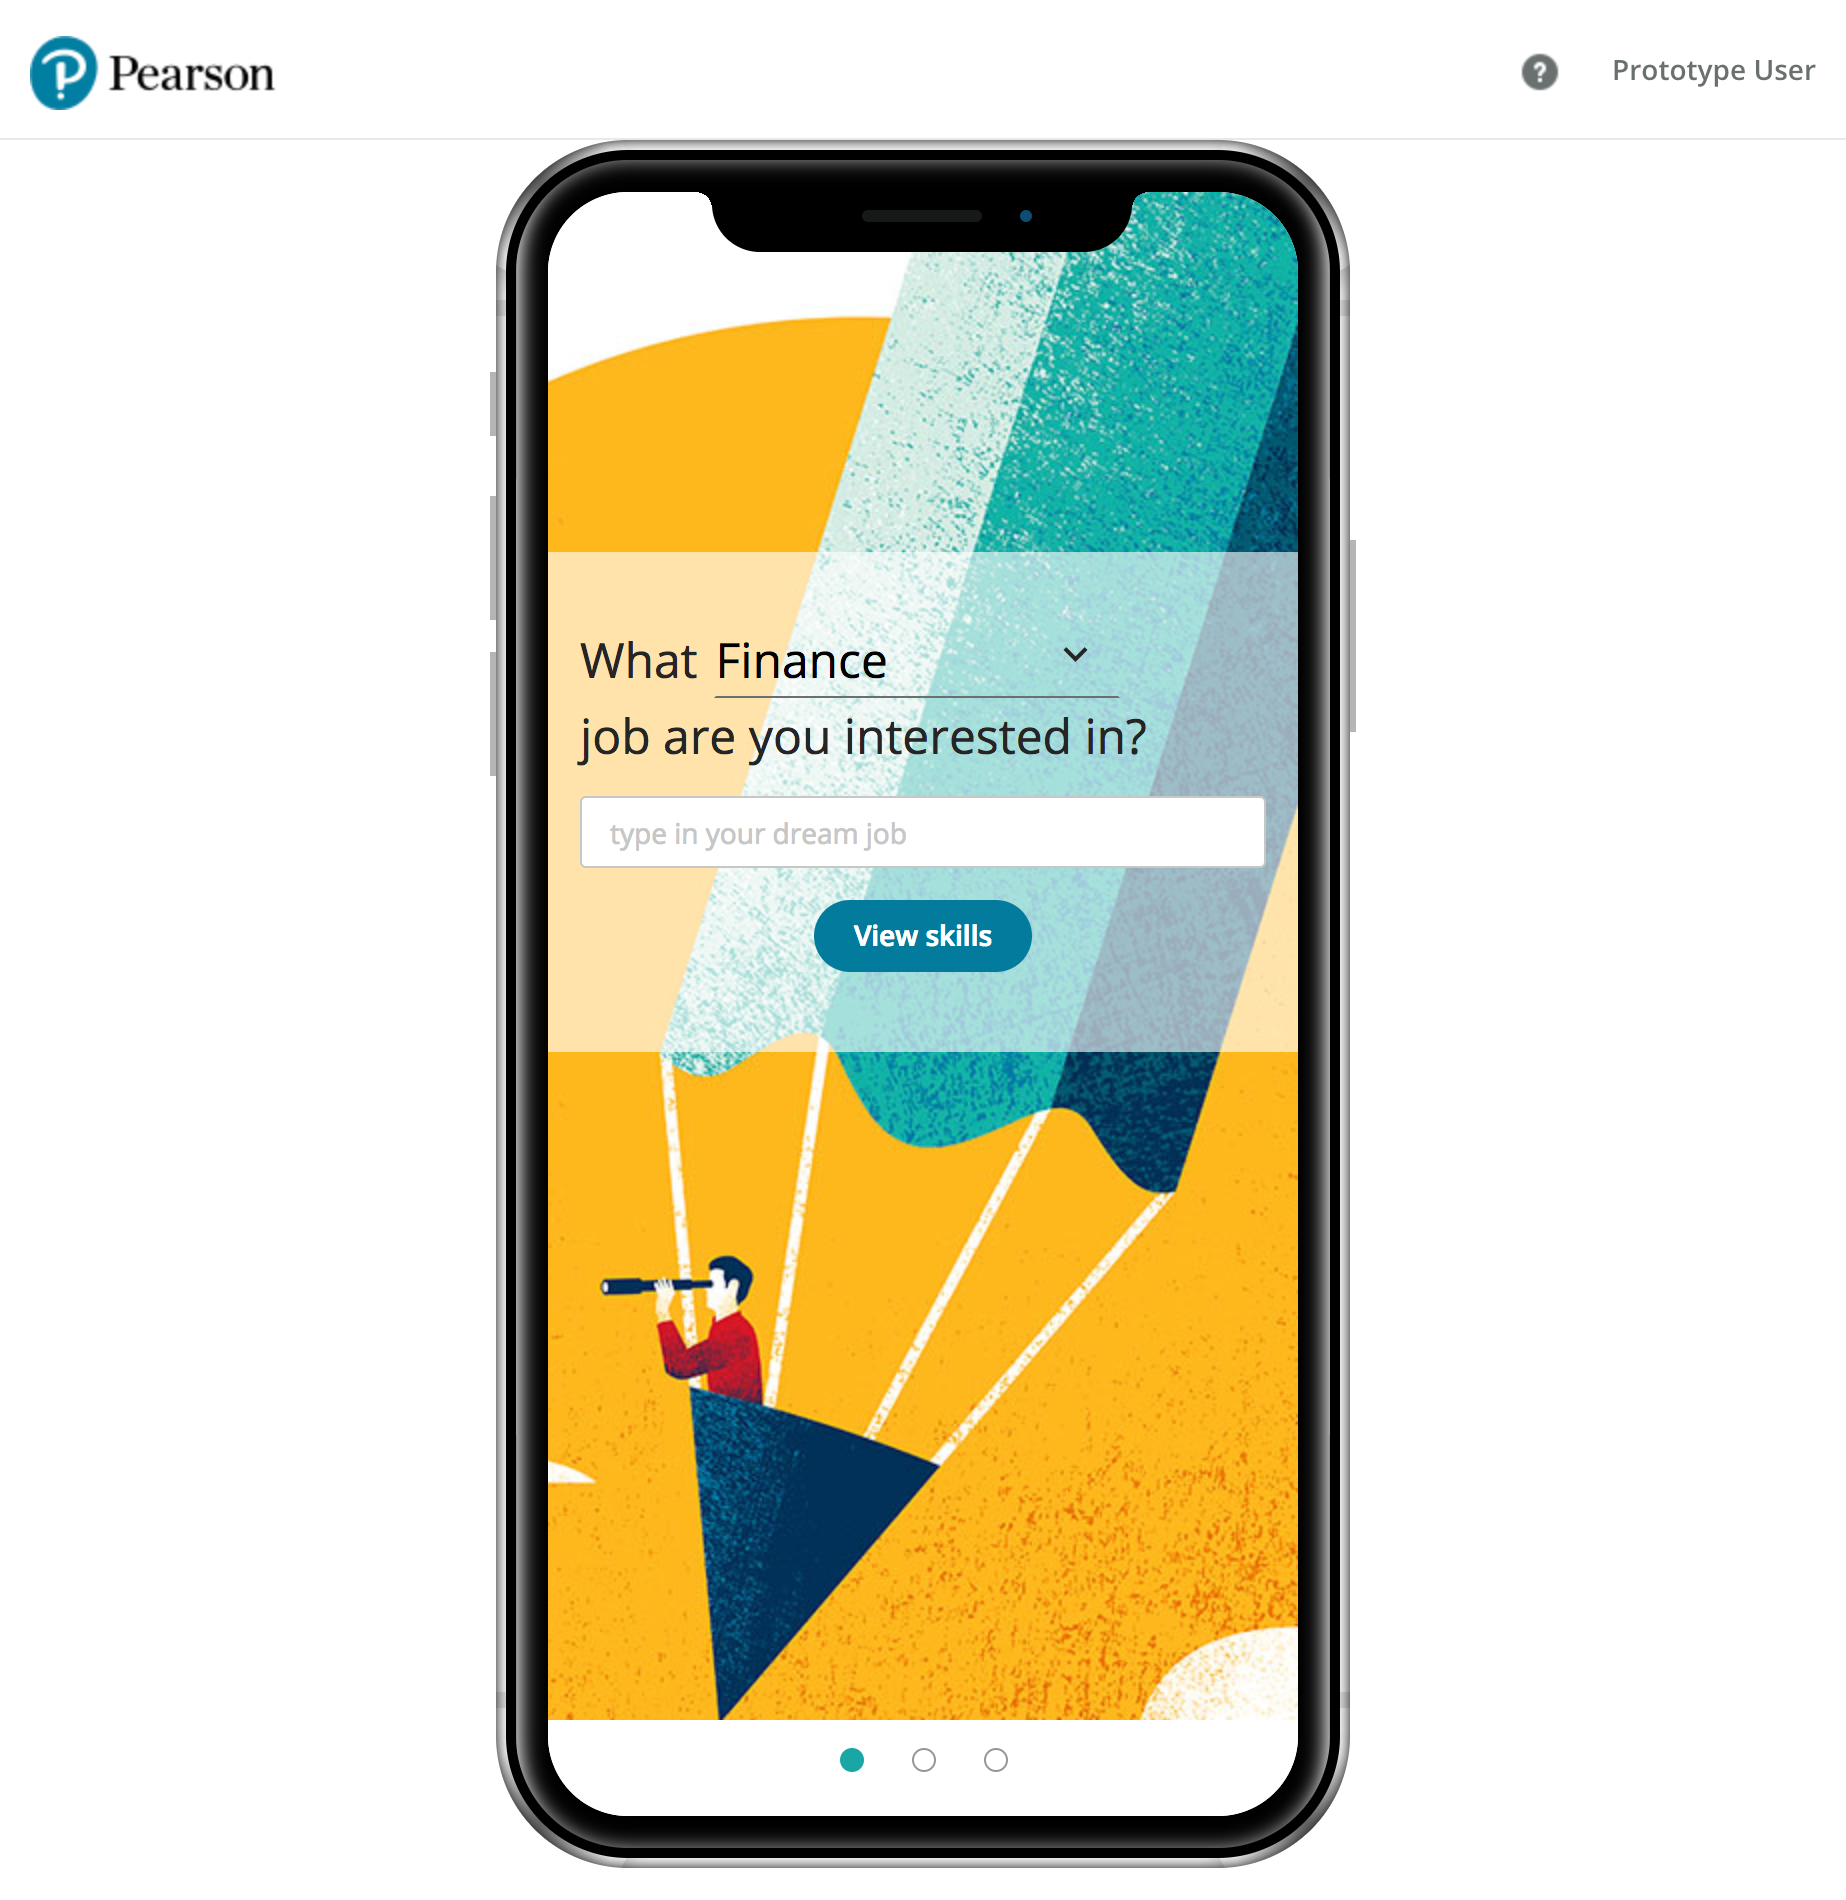 Pearson
? Prototype User
What Finance
job are you interested in?
type in your dream job
View skills